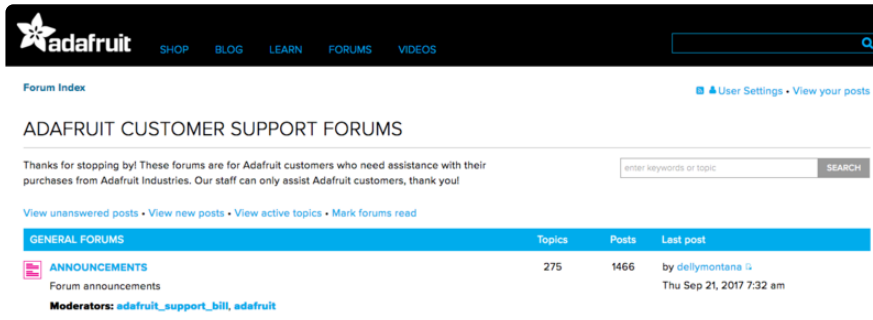 adafruit SHOP BLOG LEARN FORUMS VIDEOS
Forum Index
User Settings • View your posts
ADAFRUIT CUSTOMER SUPPORT FORUMS
Thanks for stopping by! These forums are for Adafruit customers who need assistance with their
purchases from Adafruit Industries. Our staff can only assist Adafruit customers, thank you!
enter keywords or topic SEARCH
View unanswered posts • View new posts • View active topics • Mark forums read
GENERAL FORUMS Topics Posts Last post
ANNOUNCEMENTS 275 1466 by dellymontana
Forum announcements Thu Sep 21, 2017 7:32 am
Moderators: adafruit_support_bill, adafruit